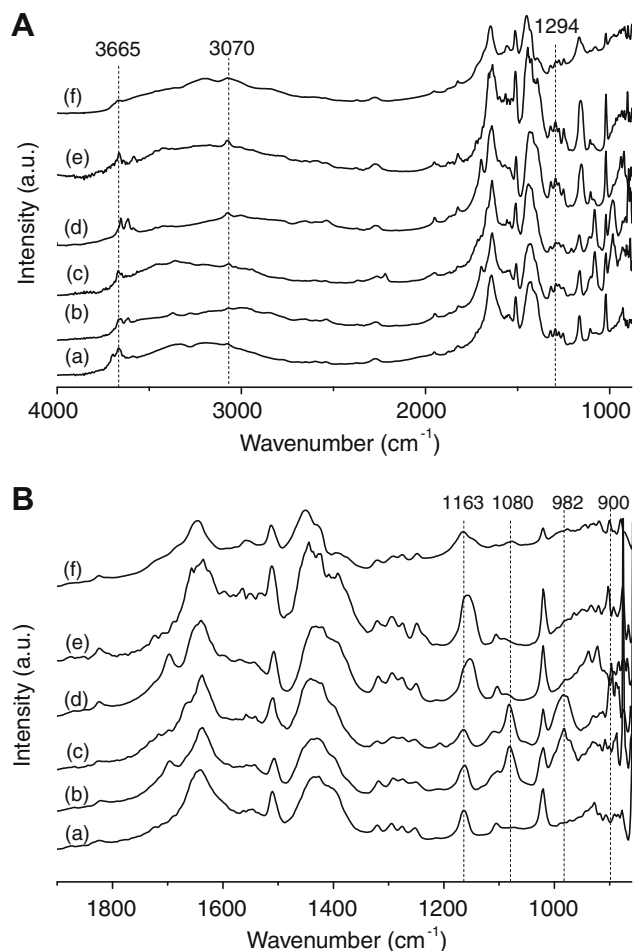 A
3665 3070 1294
(f)
(e)
(d)
(c)
(b)
(a)
Intensity (a.u.)
4000 3000 2000 1000
Wavenumber (cm⁻¹)
B
1163 1080 982 900
(f)
(e)
(d)
(c)
(b)
(a)
Intensity (a.u.)
1800 1600 1400 1200 1000
Wavenumber (cm⁻¹)